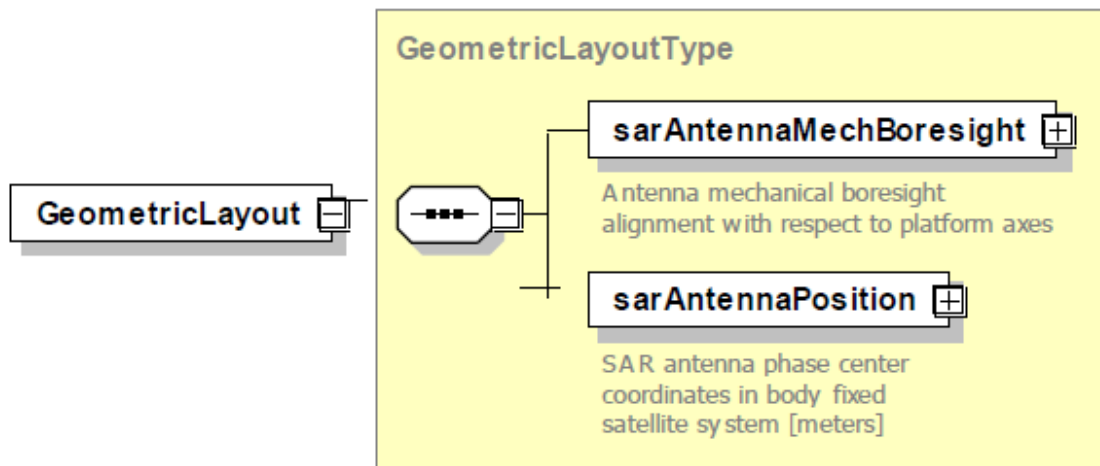 GeometricLayoutType
sarAntennaMechBoresight
Antenna mechanical boresight
alignment with respect to platform axes
GeometricLayout
sarAntennaPosition
SAR antenna phase center
coordinates in body fixed
satellite system [meters]